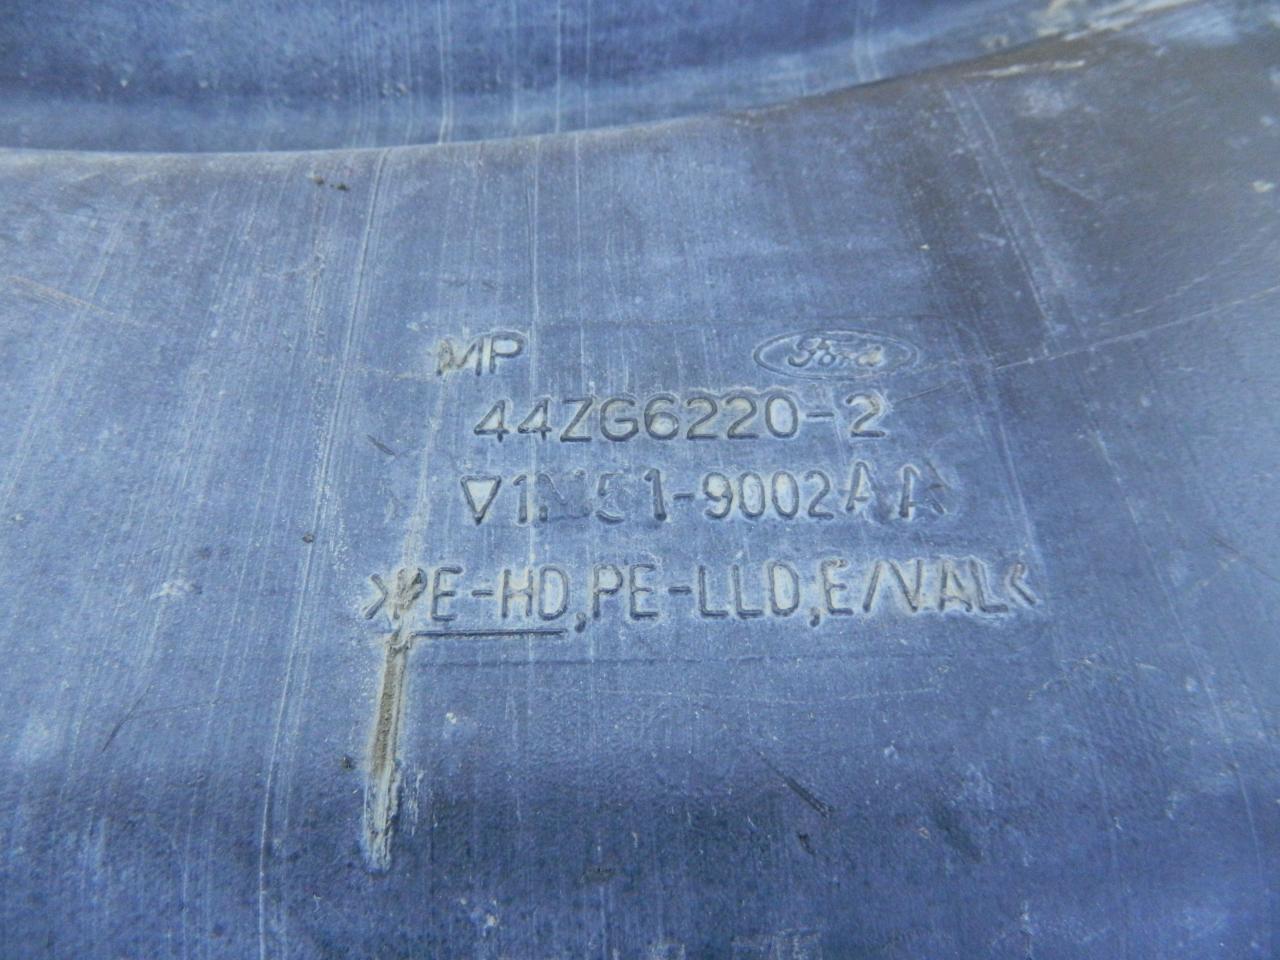 MP Ford
44ZG6220-2
▽1M51-9002AA
>PE-HD,PE-LLD,E/VAL<